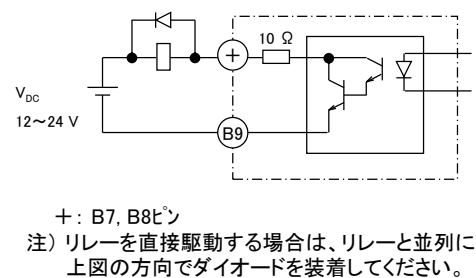 10 Ω
+
V_DC
12～24 V
B9
＋: B7, B8ピン
注) リレーを直接駆動する場合は、リレーと並列に
上図の方向でダイオードを装着してください。